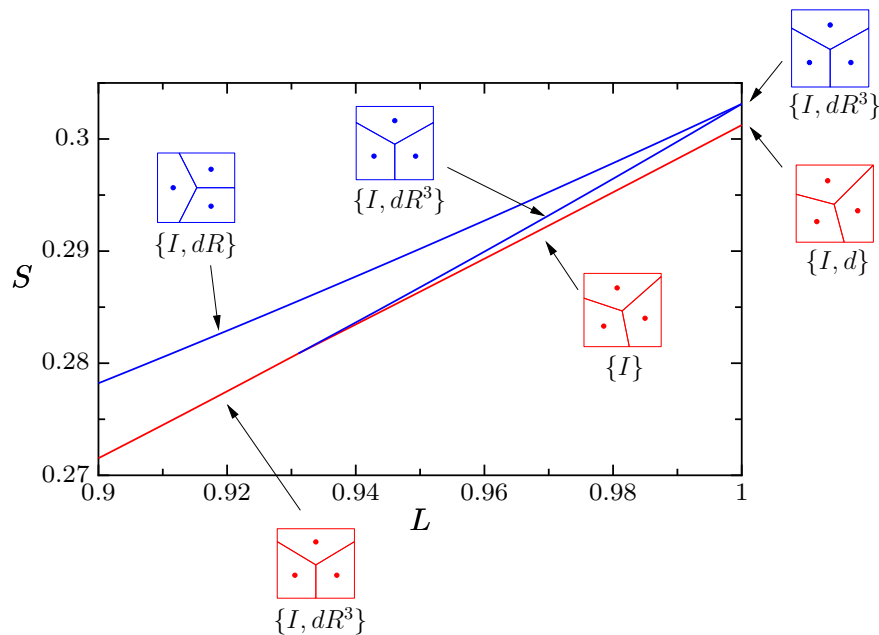 {I, dR³}
0.3
{I, dR³}
{I, dR}
{I, d}
0.29
S
{I}
0.28
0.27
0.9
0.92
0.94
0.96
0.98
1
L
{I, dR³}